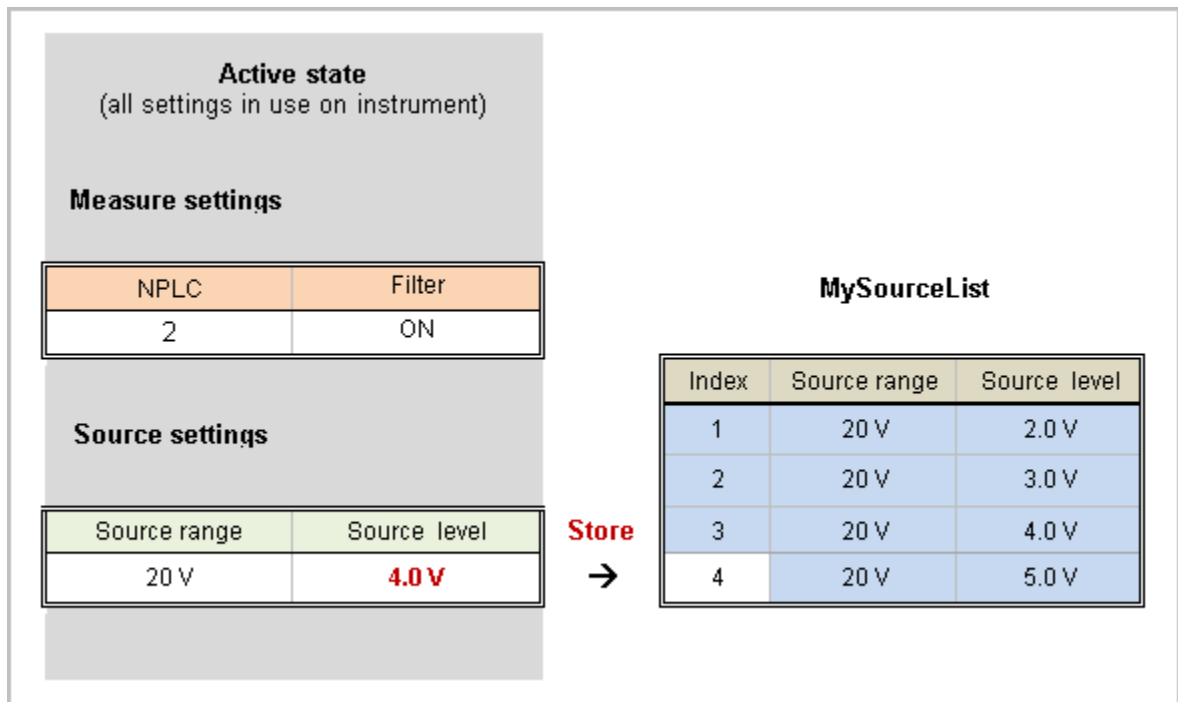 Active state
(all settings in use on instrument)
Measure settings
NPLC Filter
2 ON
Source settings
Source range Source level
20 V 4.0 V
Store
→
MySourceList
Index Source range Source level
1 20 V 2.0 V
2 20 V 3.0 V
3 20 V 4.0 V
4 20 V 5.0 V